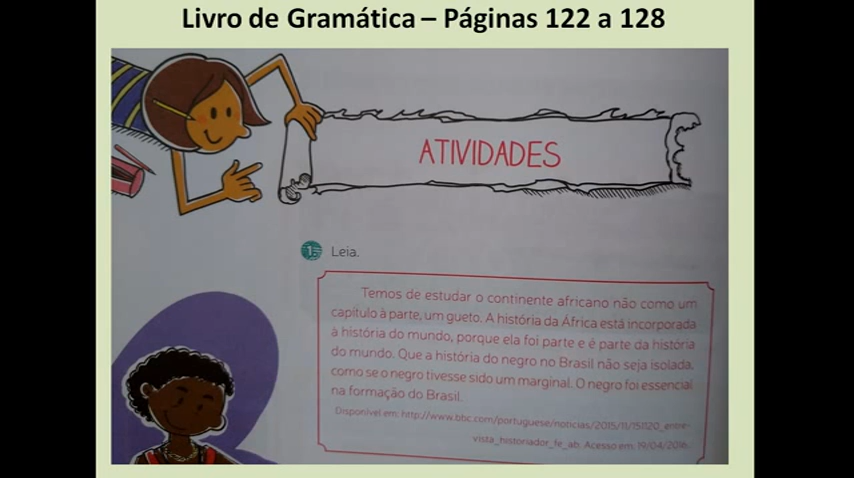 Livro de Gramática – Páginas 122 a 128
ATIVIDADES
1. Leia.
Temos de estudar o continente africano não como um
capítulo à parte, um gueto. A história da África está incorporada
à história do mundo, porque ela foi parte e é parte da história
do mundo. Que a história do negro no Brasil não seja isolada,
como se o negro tivesse sido um marginal. O negro foi essencial
na formação do Brasil.
Disponível em: http://www.bbc.com/portuguese/noticias/2015/11/151120_entre-
vista_historiador_fe_ab. Acesso em: 19/04/2016.